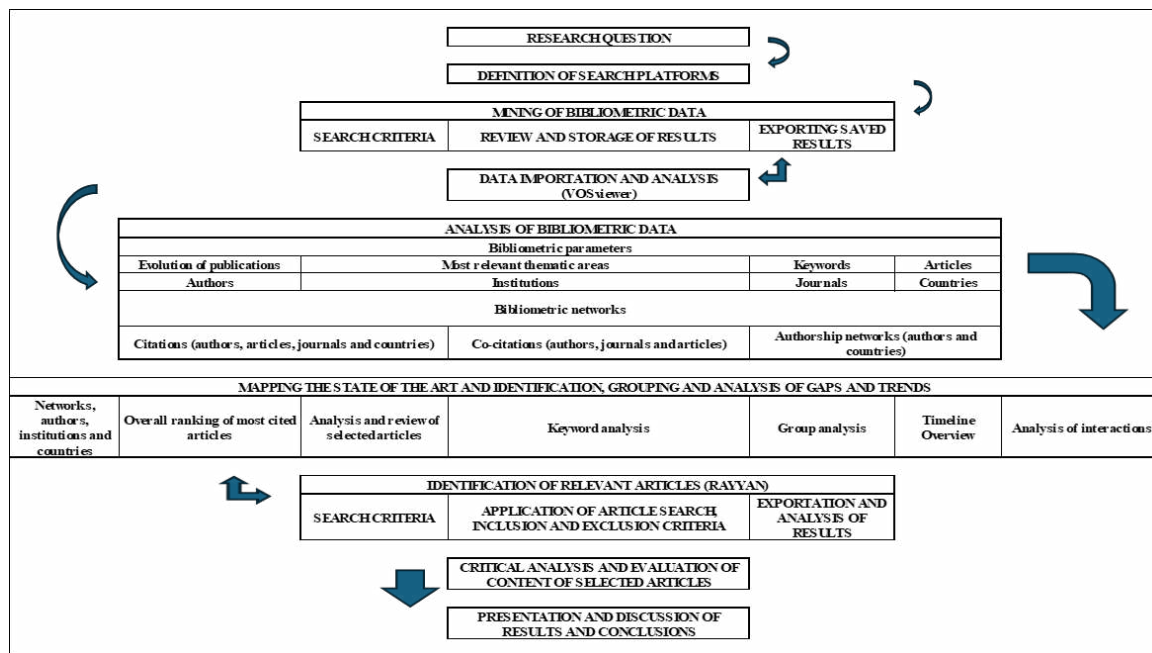 RESEARCH QUESTION
DEFINITION OF SEARCH PLATFORMS
MINING OF BIBLIOMETRIC DATA
SEARCH CRITERIA
REVIEW AND STORAGE OF RESULTS
EXPORTING SAVED
RESULTS
DATA IMPORTATION AND ANALYSIS
(VOSviewer)
ANALYSIS OF BIBLIOMETRIC DATA
Bibliometric parameters
Evolution of publications
Most relevant thematic areas
Keywords
Articles
Authors
Institutions
Journals
Countries
Bibliometric networks
Citations (authors, articles, journals and countries)
Co-citations (authors, journals and articles)
Authorship networks (authors and
countries)
MAPPING THE STATE OF THE ART AND IDENTIFICATION, GROUPING AND ANALYSIS OF GAPS AND TRENDS
Networks,
authors,
institutions and
countries
Overall ranking of most cited
articles
Analysis and review of
selected articles
Keyword analysis
Group analysis
Timeline
Overview
Analysis of interactions
IDENTIFICATION OF RELEVANT ARTICLES (RAYYAN)
SEARCH CRITERIA
APPLICATION OF ARTICLE SEARCH,
INCLUSION AND EXCLUSION CRITERIA
EXPORTATION AND
ANALYSIS OF
RESULTS
CRITICAL ANALYSIS AND EVALUATION OF
CONTENT OF SELECTED ARTICLES
PRESENTATION AND DISCUSSION OF
RESULTS AND CONCLUSIONS